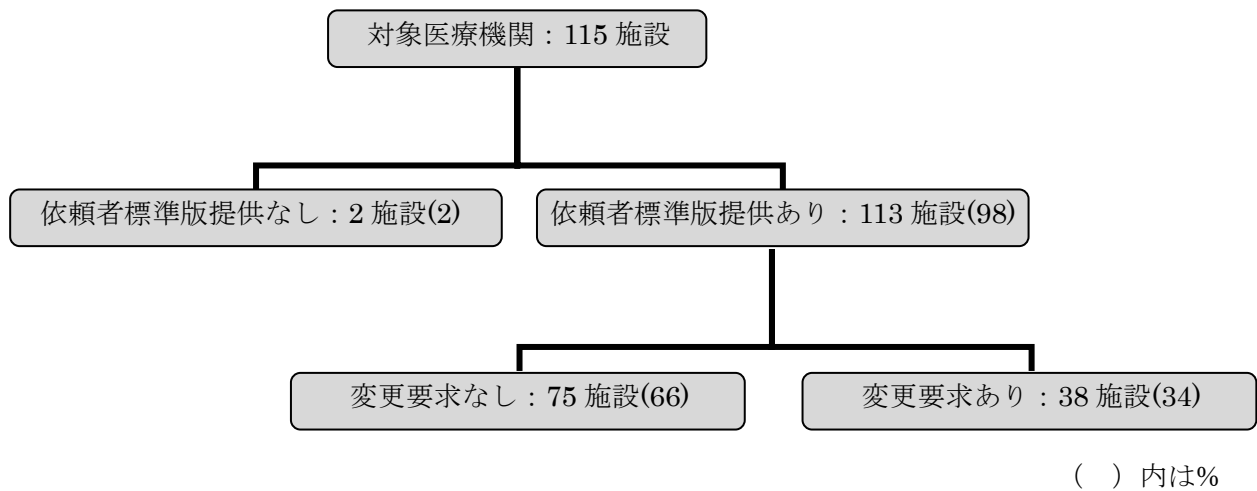 対象医療機関：115 施設
依頼者標準版提供なし：2 施設(2)
依頼者標準版提供あり：113 施設(98)
変更要求なし：75 施設(66)
変更要求あり：38 施設(34)
（　）内は%